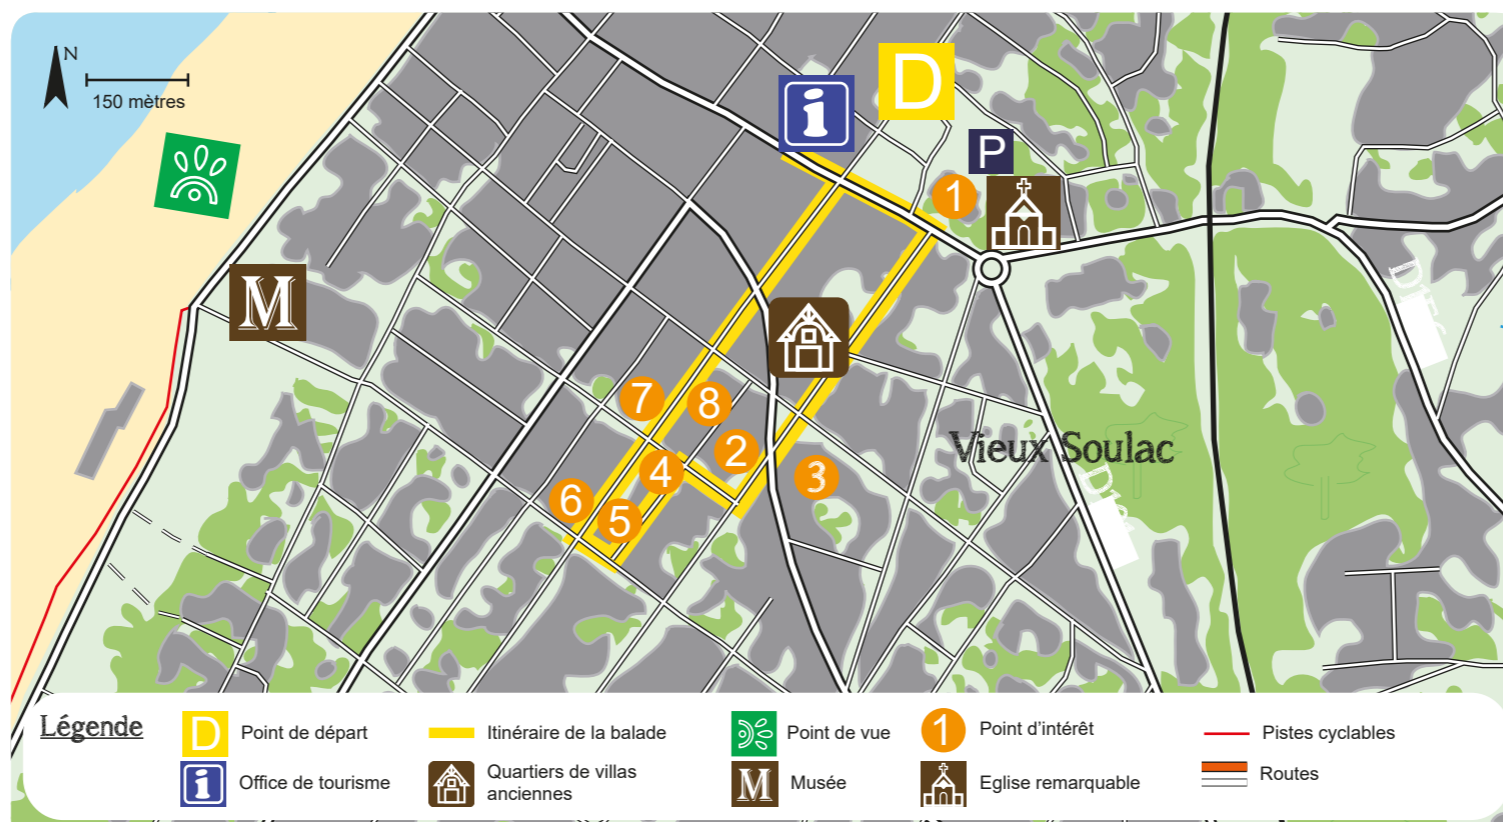 N
150 mètres
i
D
P
1
M
7
8
2
4
3
6
5
Vieux Soulac
Légende
D Point de départ
Itinéraire de la balade
Point de vue
1 Point d'intérêt
Pistes cyclables
i Office de tourisme
Quartiers de villas
anciennes
M Musée
Eglise remarquable
Routes